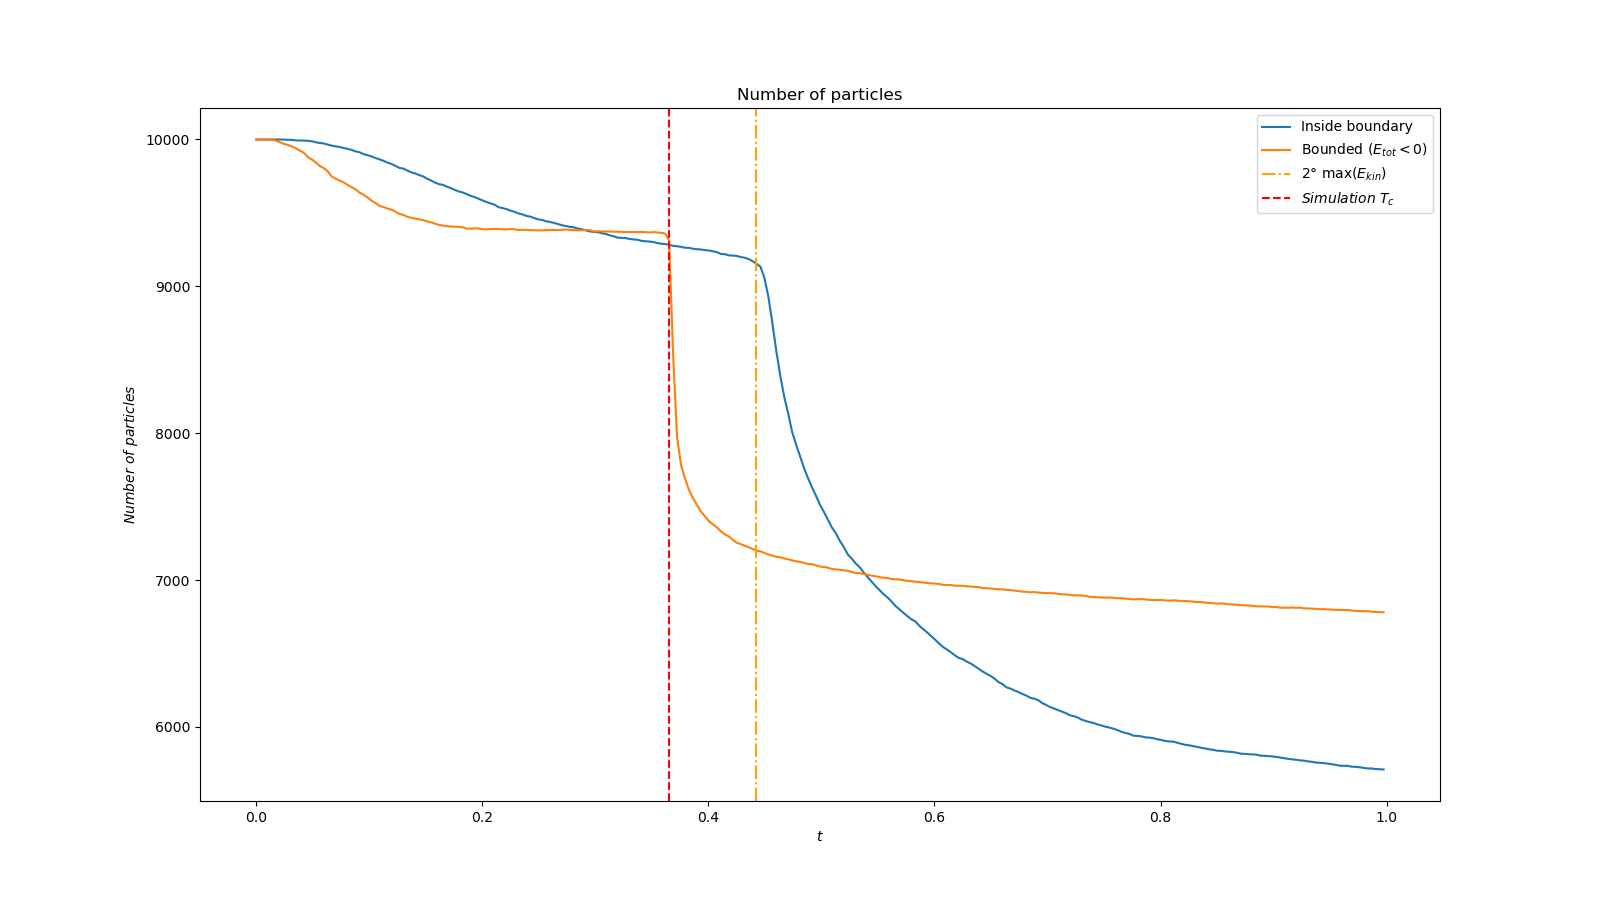 Number of particles
Inside boundary
Bounded (E_tot < 0)
2° max(E_kin)
Simulation T_c
Number of particles
10000
9000
8000
7000
6000
0.0
0.2
0.4
0.6
0.8
1.0
t